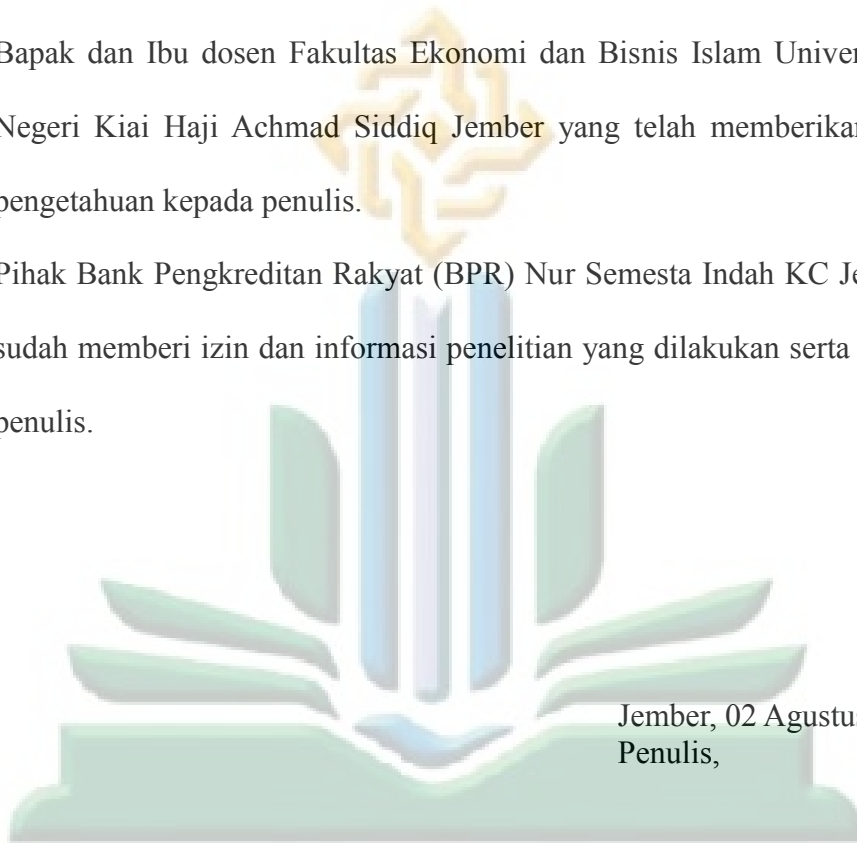 Bapak dan Ibu dosen Fakultas Ekonomi dan Bisnis Islam Univer
Negeri Kiai Haji Achmad Siddiq Jember yang telah memberikan
pengetahuan kepada penulis.
Pihak Bank Pengkreditan Rakyat (BPR) Nur Semesta Indah KC Je
sudah memberi izin dan informasi penelitian yang dilakukan serta
penulis.
Jember, 02 Agustus
Penulis,